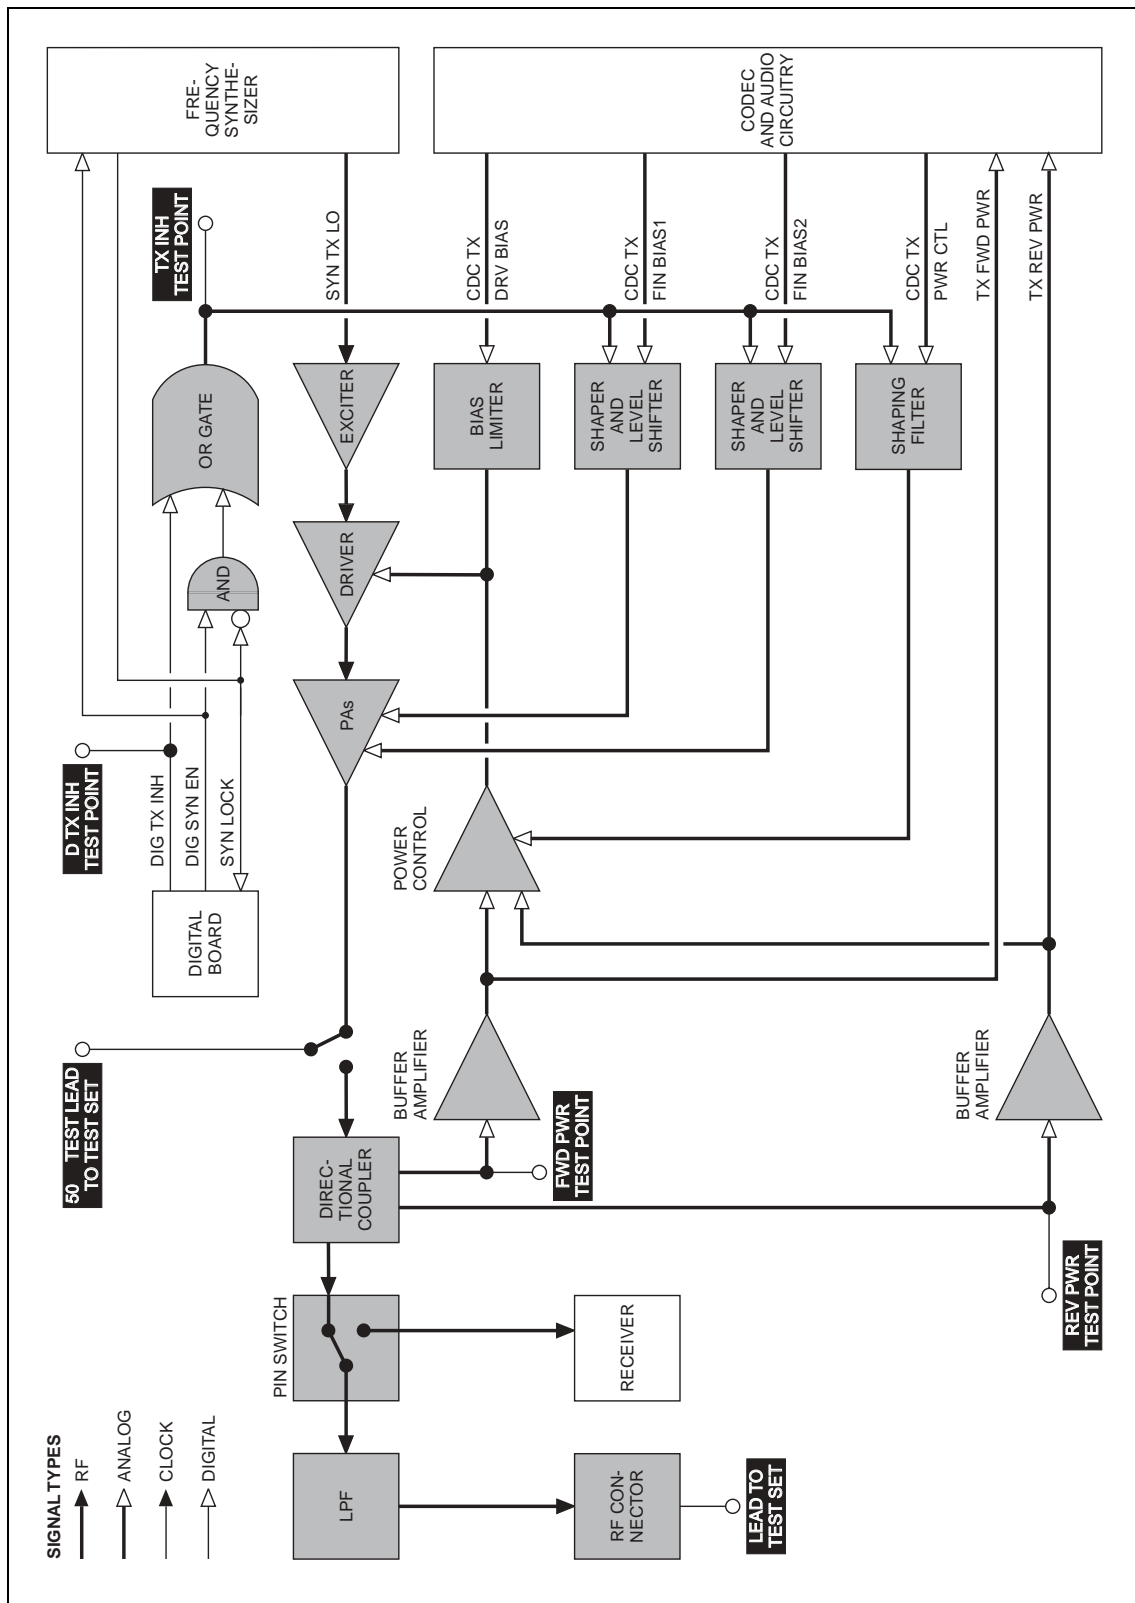 SIGNAL TYPES
RF
ANALOG
CLOCK
DIGITAL
LPF
PIN SWITCH
RF CON-
NECTOR
LEAD TO
TEST SET
RECEIVER
DIREC-
TIONAL
COUPLER
50 TEST LEAD
TO TEST SET
FWD PWR
TEST POINT
REV PWR
TEST POINT
BUFFER
AMPLIFIER
BUFFER
AMPLIFIER
DIGITAL
BOARD
D TX INH
TEST POINT
DIG TX INH
DIG SYN EN
SYN LOCK
POWER
CONTROL
PAs
DRIVER
EXCITER
AND
OR GATE
TX INH
TEST POINT
BIAS
LIMITER
SHAPER
AND
LEVEL
SHIFTER
SHAPER
AND
LEVEL
SHIFTER
SHAPING
FILTER
SYN TX LO
CDC TX
DRV BIAS
CDC TX
FIN BIAS1
CDC TX
FIN BIAS2
CDC TX
PWR CTL
TX FWD PWR
TX REV PWR
FRE-
QUENCY
SYNTHE-
SIZER
CODEC
AND AUDIO
CIRCUITRY